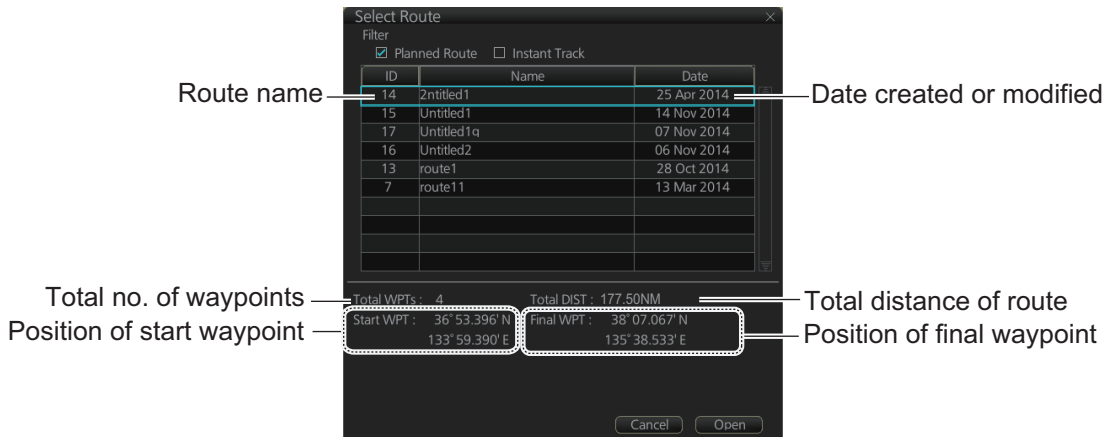 Select Route
Filter
Planned Route Instant Track
ID Name Date
Route name 14 2ntitled1 25 Apr 2014 Date created or modified
15 Untitled1 14 Nov 2014
17 Untitled1q 07 Nov 2014
16 Untitled2 06 Nov 2014
13 route1 28 Oct 2014
7 route11 13 Mar 2014
Total no. of waypoints Total WPTs : 4 Total DIST : 177.50NM Total distance of route
Position of start waypoint Start WPT : 36°53.396' N Final WPT : 38°07.067' N Position of final waypoint
133°59.390' E 135°38.533' E
Cancel Open